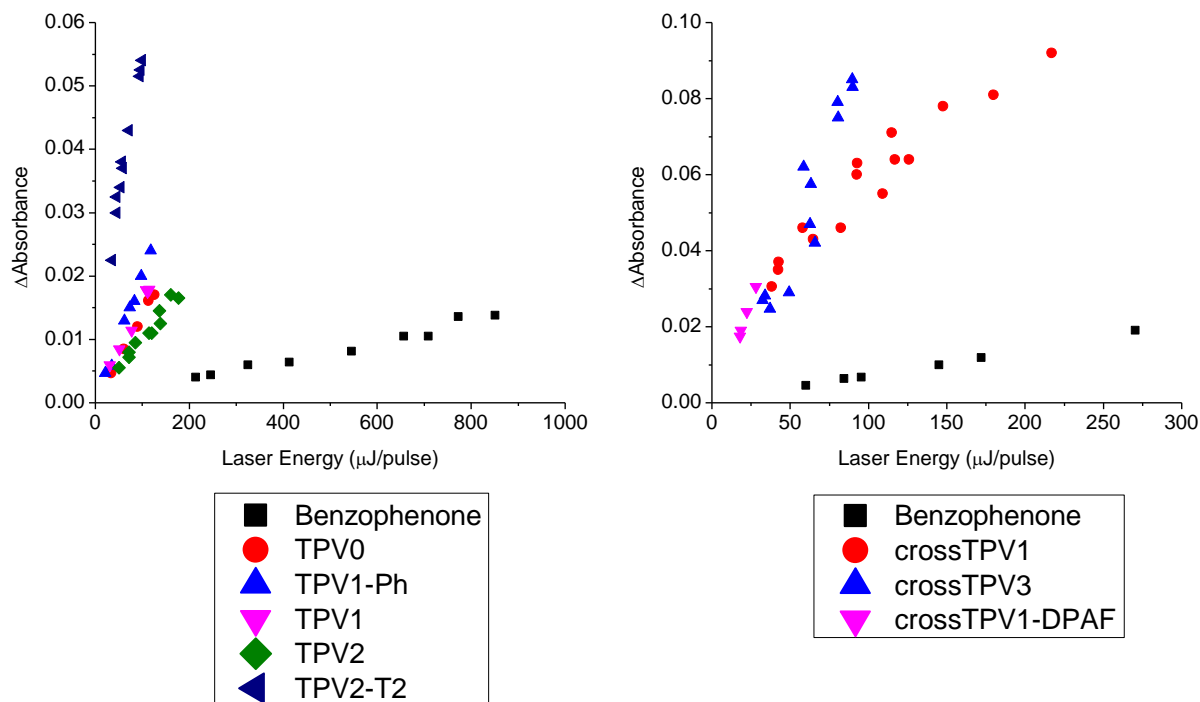 0.06
0.05
0.04
0.03
0.02
0.01
0.00
ΔAbsorbance
0 200 400 600 800 1000
Laser Energy (μJ/pulse)
Benzophenone
TPV0
TPV1-Ph
TPV1
TPV2
TPV2-T2
0.10
0.08
0.06
0.04
0.02
0.00
ΔAbsorbance
0 50 100 150 200 250 300
Laser Energy (μJ/pulse)
Benzophenone
crossTPV1
crossTPV3
crossTPV1-DPAF